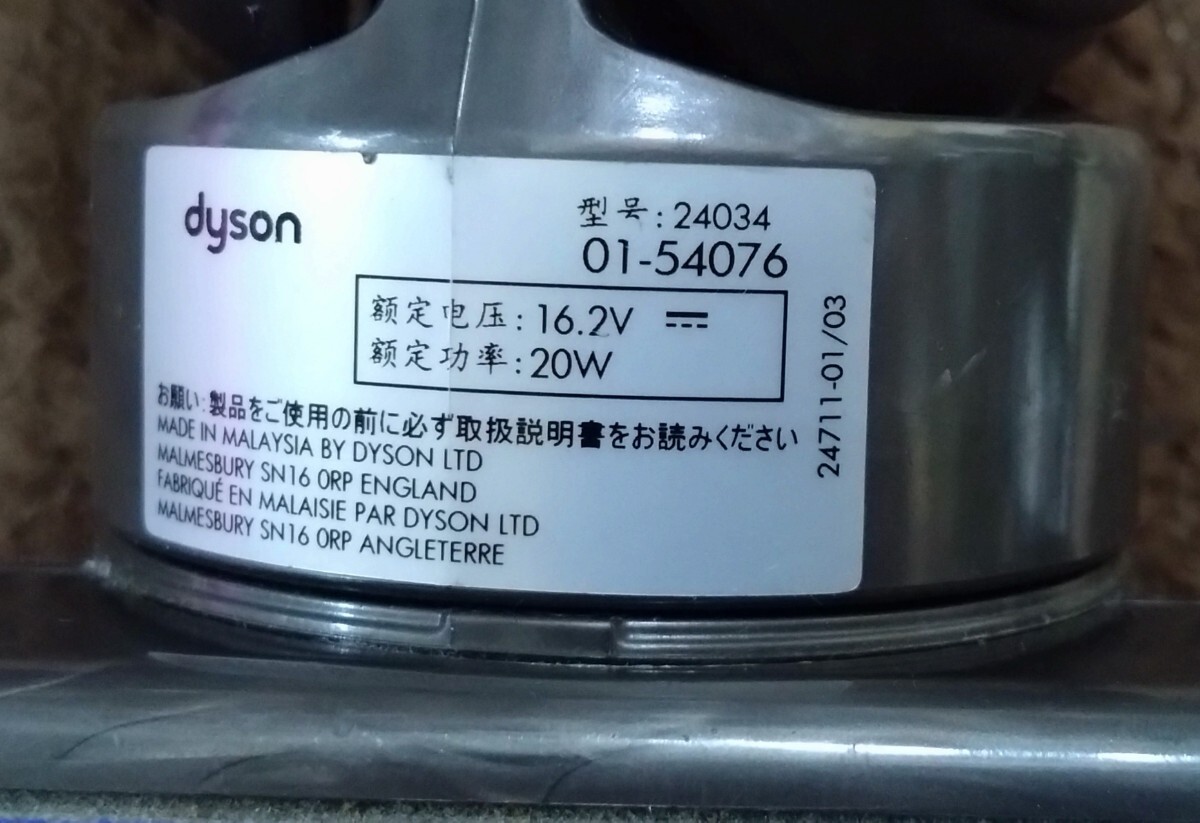 dyson
型号: 24034
01-54076
额定电压: 16.2V
额定功率: 20W
お願い:製品をご使用の前に必ず取扱説明書をお読みください
MADE IN MALAYSIA BY DYSON LTD
MALMESBURY SN16 0RP ENGLAND
FABRIQUÉ EN MALAISIE PAR DYSON LTD
MALMESBURY SN16 0RP ANGLETERRE
24711-01/03